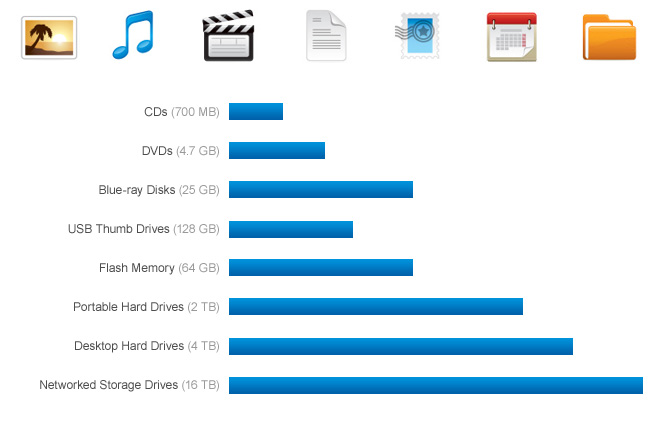 CDs (700 MB)
DVDs (4.7 GB)
Blue-ray Disks (25 GB)
USB Thumb Drives (128 GB)
Flash Memory (64 GB)
Portable Hard Drives (2 TB)
Desktop Hard Drives (4 TB)
Networked Storage Drives (16 TB)